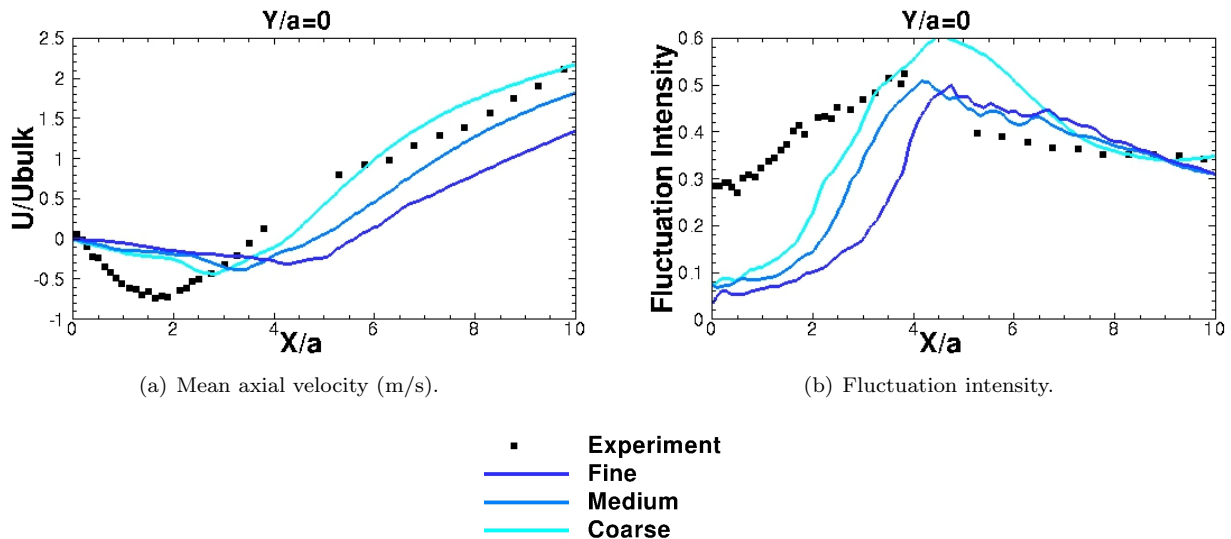 Y/a=0
2.5
2
1.5
1
0.5
0
-0.5
-1
U/Ubulk
0 2 4 6 8 10
X/a
(a) Mean axial velocity (m/s).
Y/a=0
0.6
0.5
0.4
0.3
0.2
0.1
0
Fluctuation Intensity
0 2 4 6 8 10
X/a
(b) Fluctuation intensity.
Experiment
Fine
Medium
Coarse